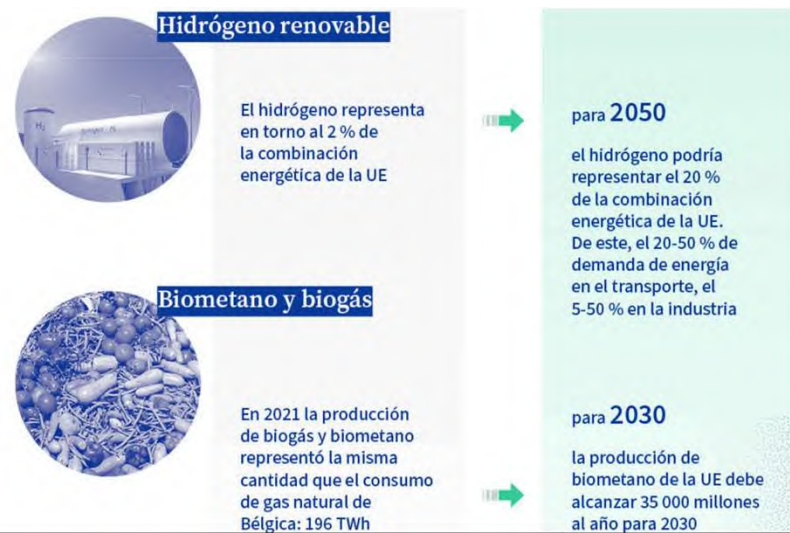 Hidrógeno renovable
El hidrógeno representa
en torno al 2 % de
la combinación
energética de la UE
para 2050
el hidrógeno podría
representar el 20 %
de la combinación
energética de la UE.
De este, el 20-50 % de
demanda de energía
en el transporte, el
5-50 % en la industria
H₂
Biometano y biogás
En 2021 la producción
de biogás y biometano
representó la misma
cantidad que el consumo
de gas natural de
Bélgica: 196 TWh
para 2030
la producción de
biometano de la UE debe
alcanzar 35 000 millones
al año para 2030